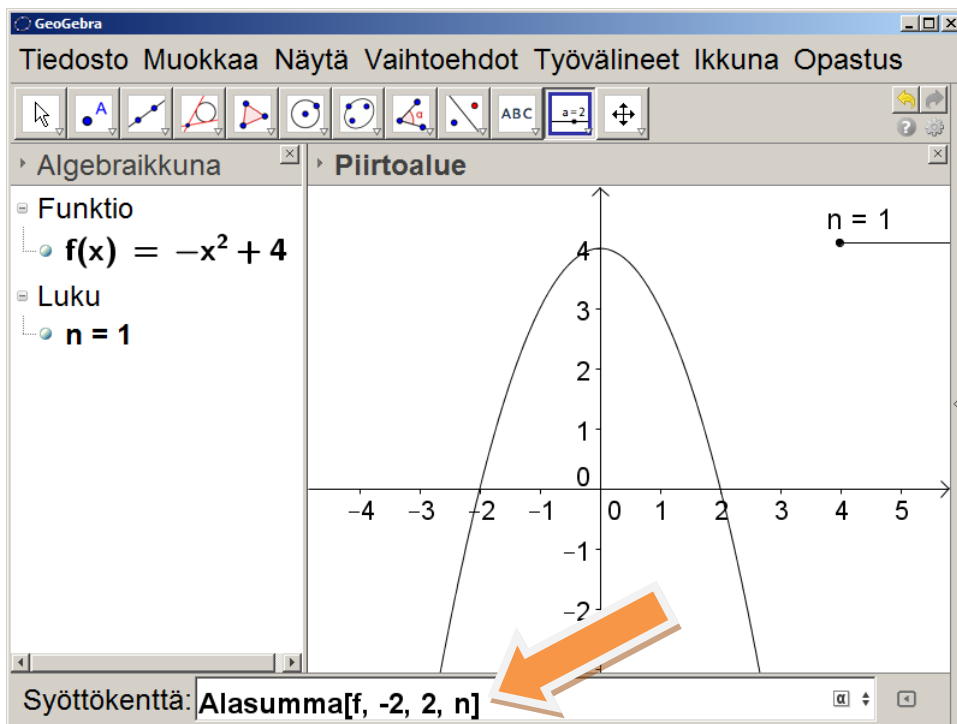 GeoGebra
Tiedosto Muokkaa Näytä Vaihtoehdot Työvälineet Ikkuna Opastus
A α ABC a=2
Algebraikkuna
Funktio
f(x) = −x² + 4
Luku
n = 1
Piirtoalue
n = 1
4
3
2
1
0
−4 −3 −2 −1 0 1 2 3 4 5
−1
−2
Syöttökenttä: Alasumma[f, -2, 2, n] α